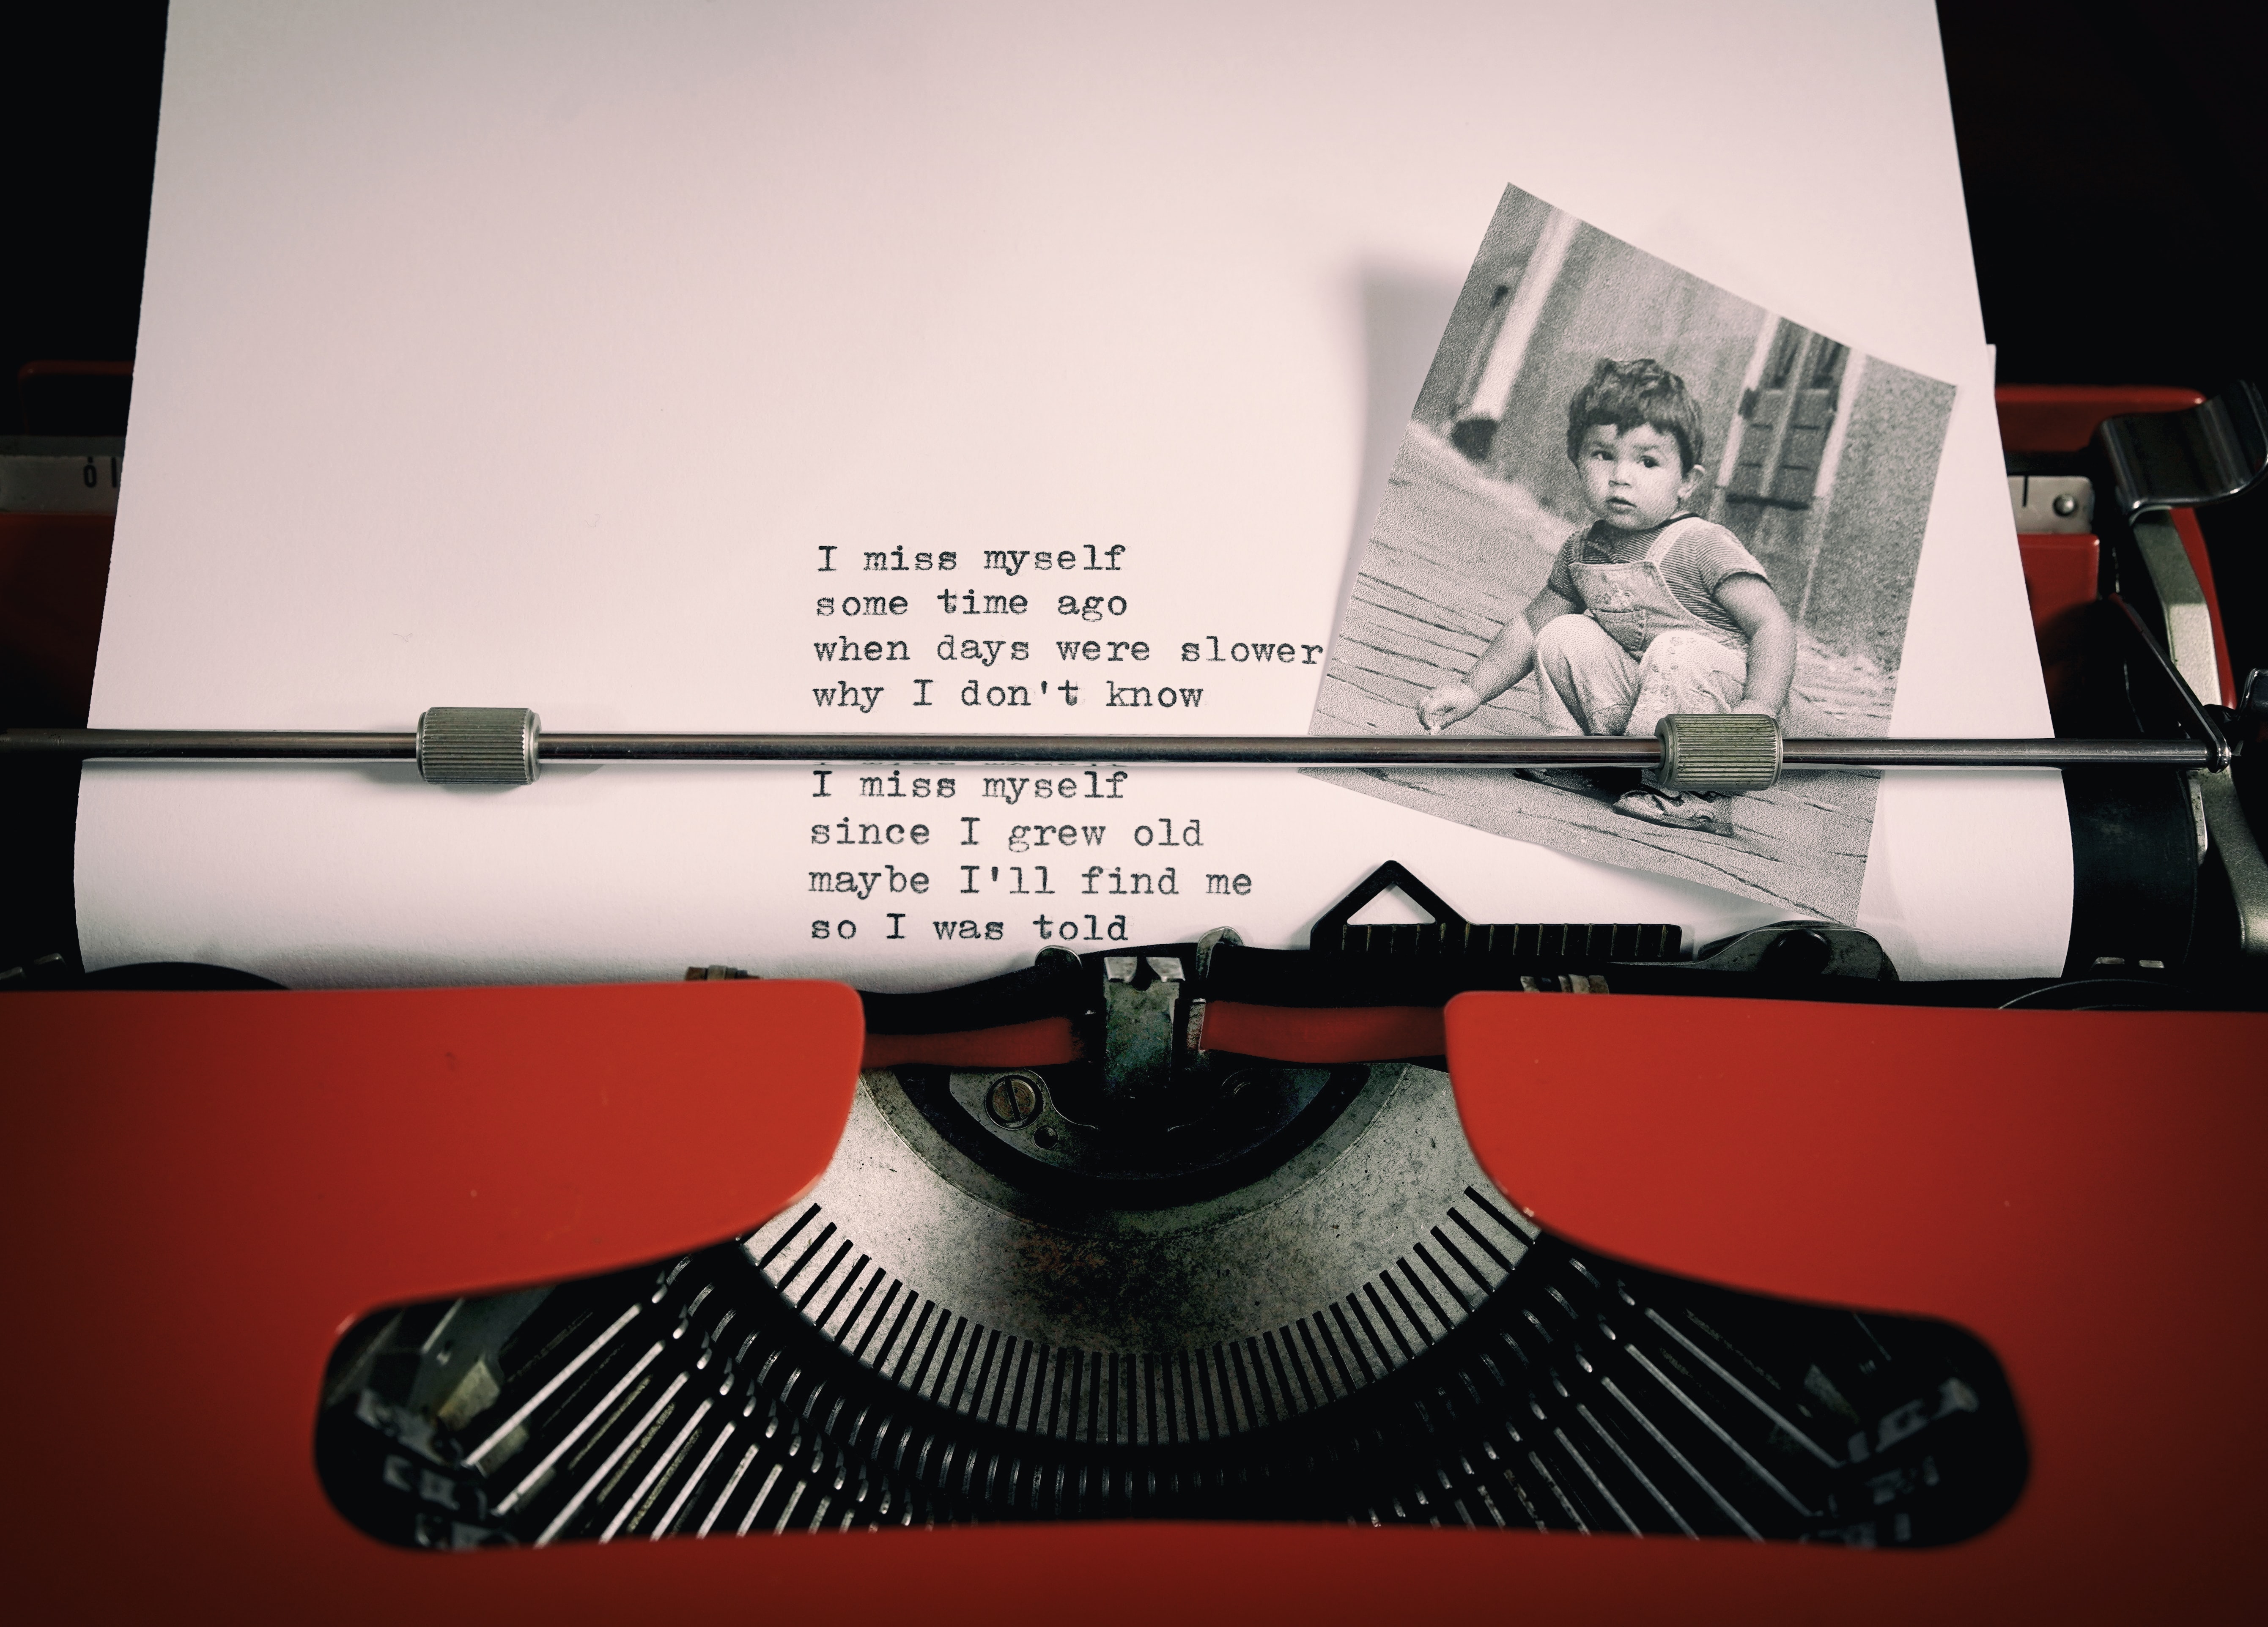 I miss myself
some time ago
when days were slower
why I don't know
I miss myself
since I grew old
maybe I'll find me
so I was told